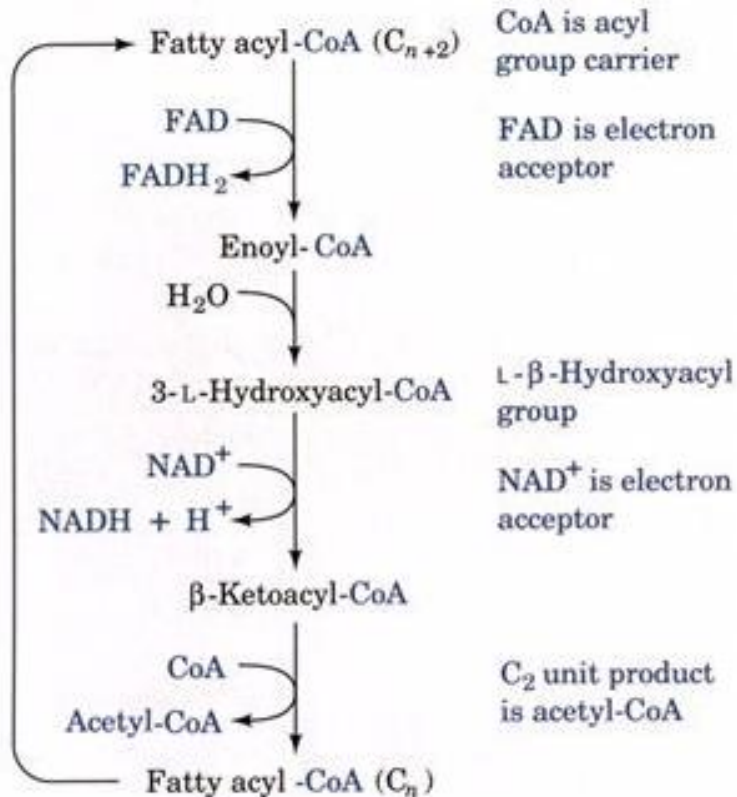 Fatty acyl-CoA (Cₙ₊₂)
CoA is acyl
group carrier
FAD
FADH₂
FAD is electron
acceptor
Enoyl-CoA
H₂O
3-L-Hydroxyacyl-CoA
L-β-Hydroxyacyl
group
NAD⁺
NADH + H⁺
NAD⁺ is electron
acceptor
β-Ketoacyl-CoA
CoA
Acetyl-CoA
C₂ unit product
is acetyl-CoA
Fatty acyl-CoA (Cₙ)